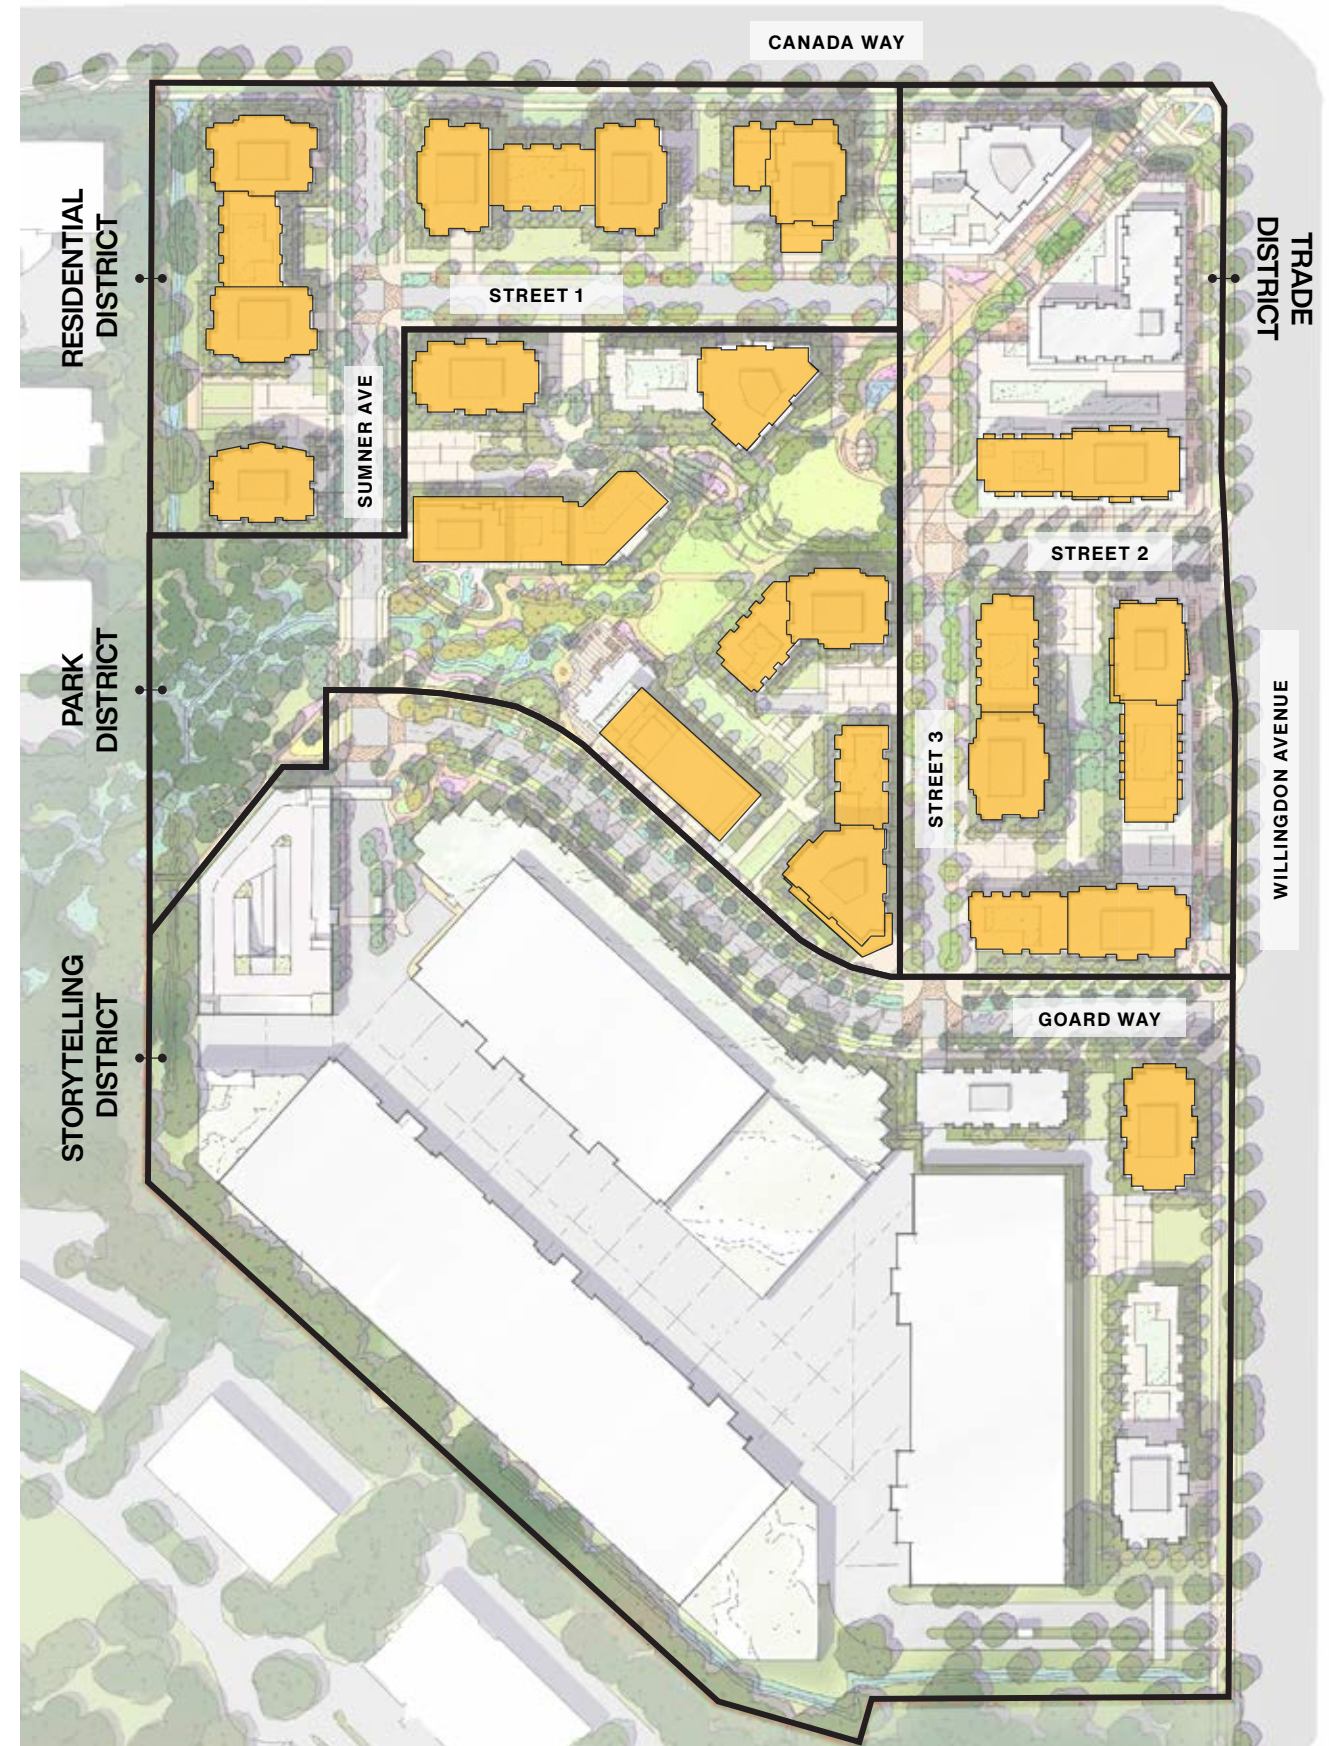 CANADA WAY
RESIDENTIAL
DISTRICT
TRADE
DISTRICT
STREET 1
SUMNER AVE
STREET 2
PARK
DISTRICT
STREET 3
WILLINGDON AVENUE
STORYTELLING
DISTRICT
GOARD WAY